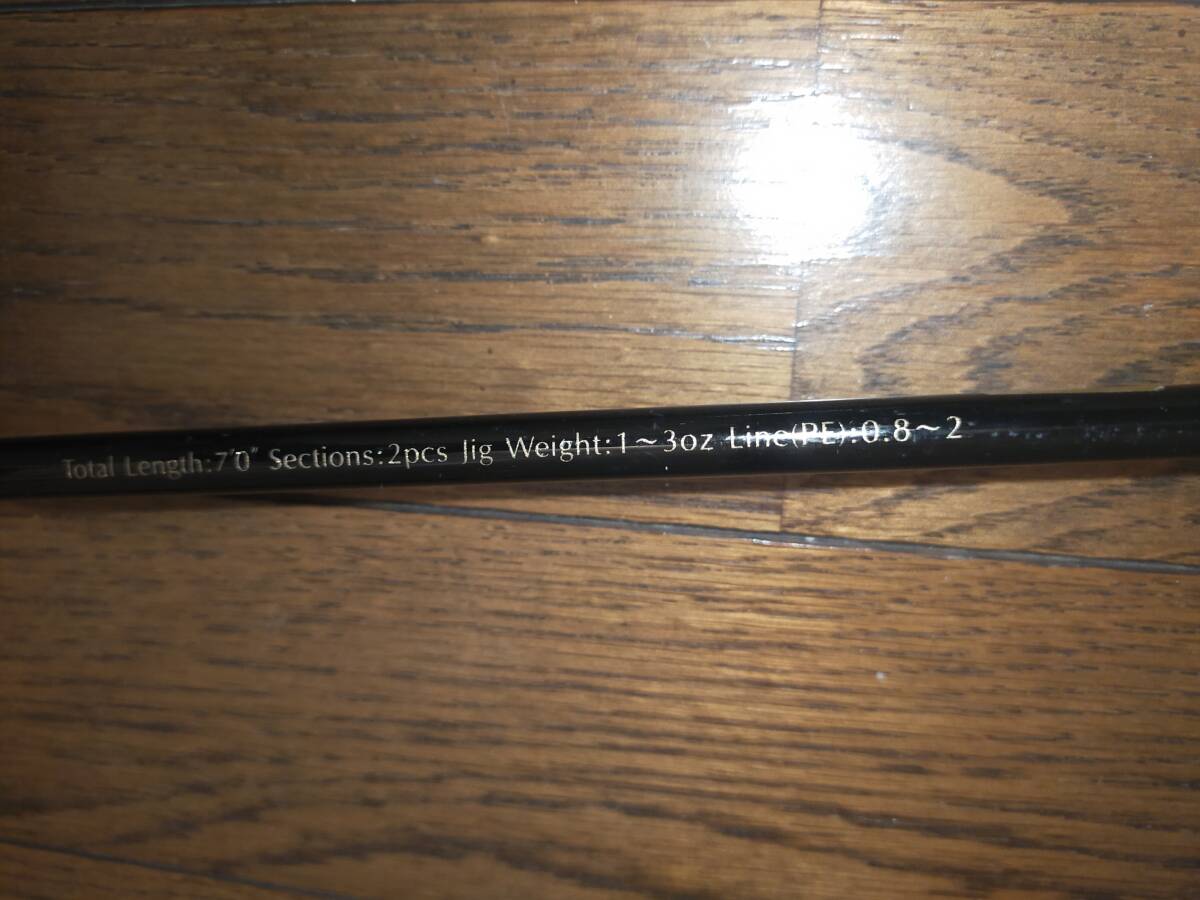 Total Length:7'0" Sections:2pcs Jig Weight:1～3oz Line(PE):0.8～2